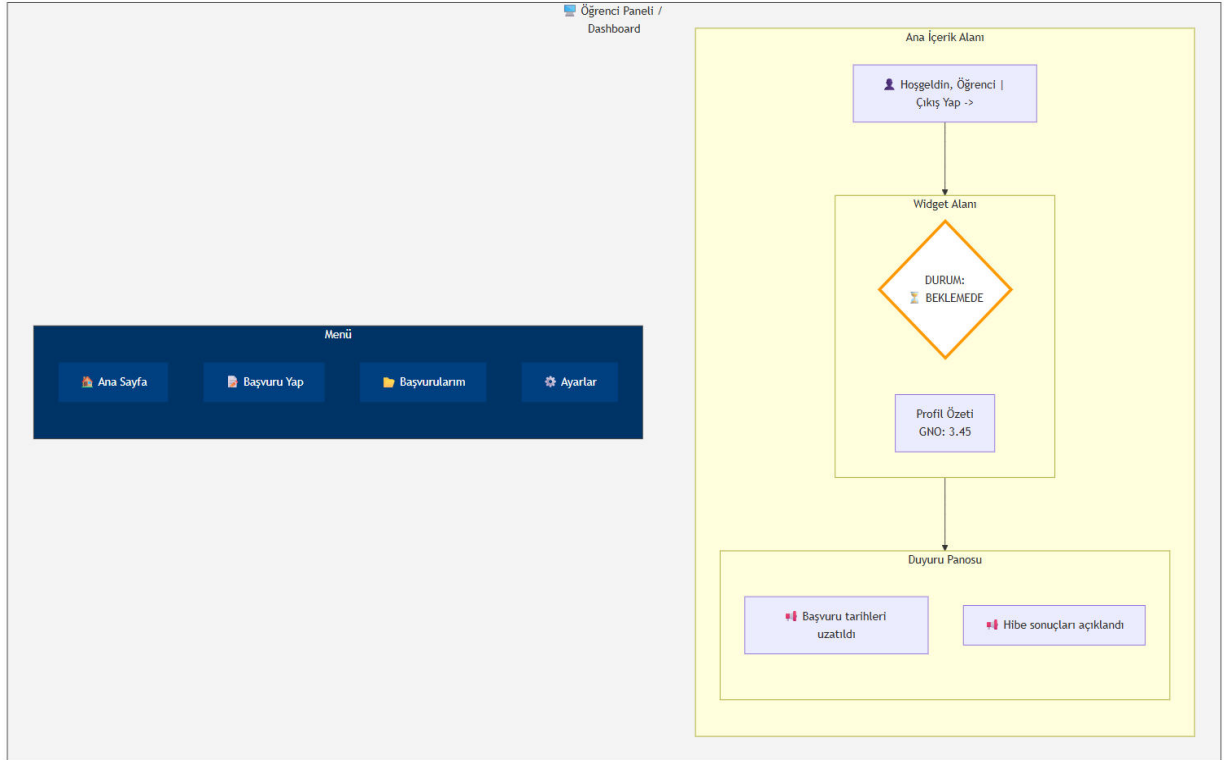 🖥️ Öğrenci Paneli /
Dashboard
Menü
🏠 Ana Sayfa
📝 Başvuru Yap
📂 Başvurularım
⚙️ Ayarlar
Ana İçerik Alanı
👤 Hoşgeldin, Öğrenci |
Çıkış Yap ->
Widget Alanı
DURUM:
⏳ BEKLEMEDE
Profil Özeti
GNO: 3.45
Duyuru Panosu
📢 Başvuru tarihleri
uzatıldı
📢 Hibe sonuçları açıklandı